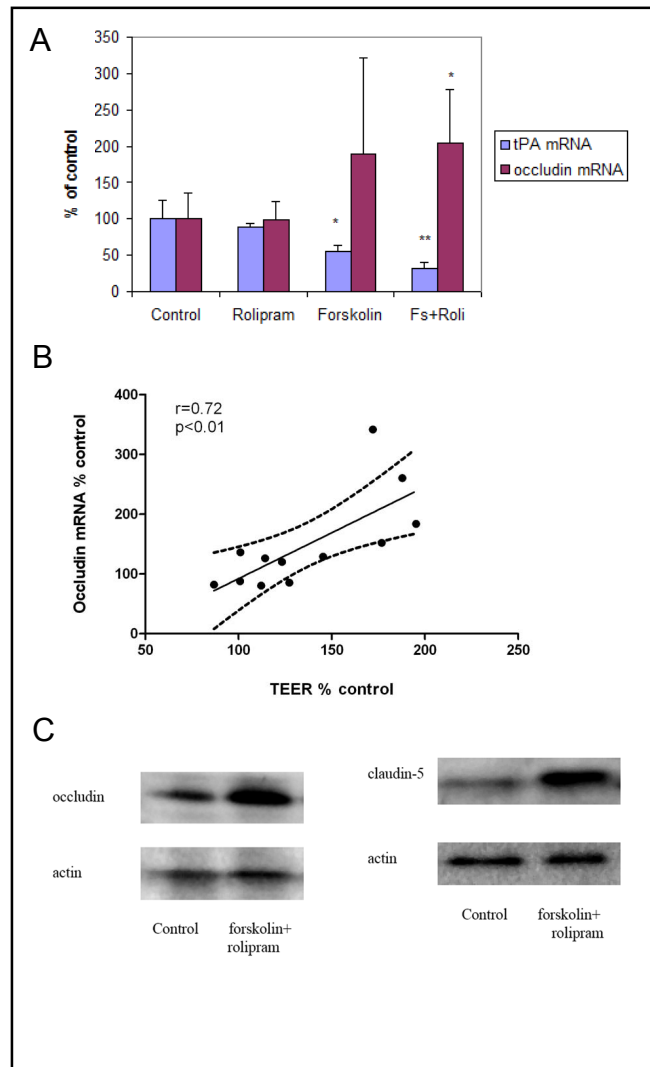 A
350
300
250
200
150
100
50
0
% of control
*
**
*
Control Rolipram Forskolin Fs+Roli
tPA mRNA
occludin mRNA
B
r=0.72
p<0.01
400
300
200
100
0
Occludin mRNA % control
50 100 150 200 250
TEER % control
C
occludin
actin
Control forskolin+
rolipram
claudin-5
actin
Control forskolin+
rolipram